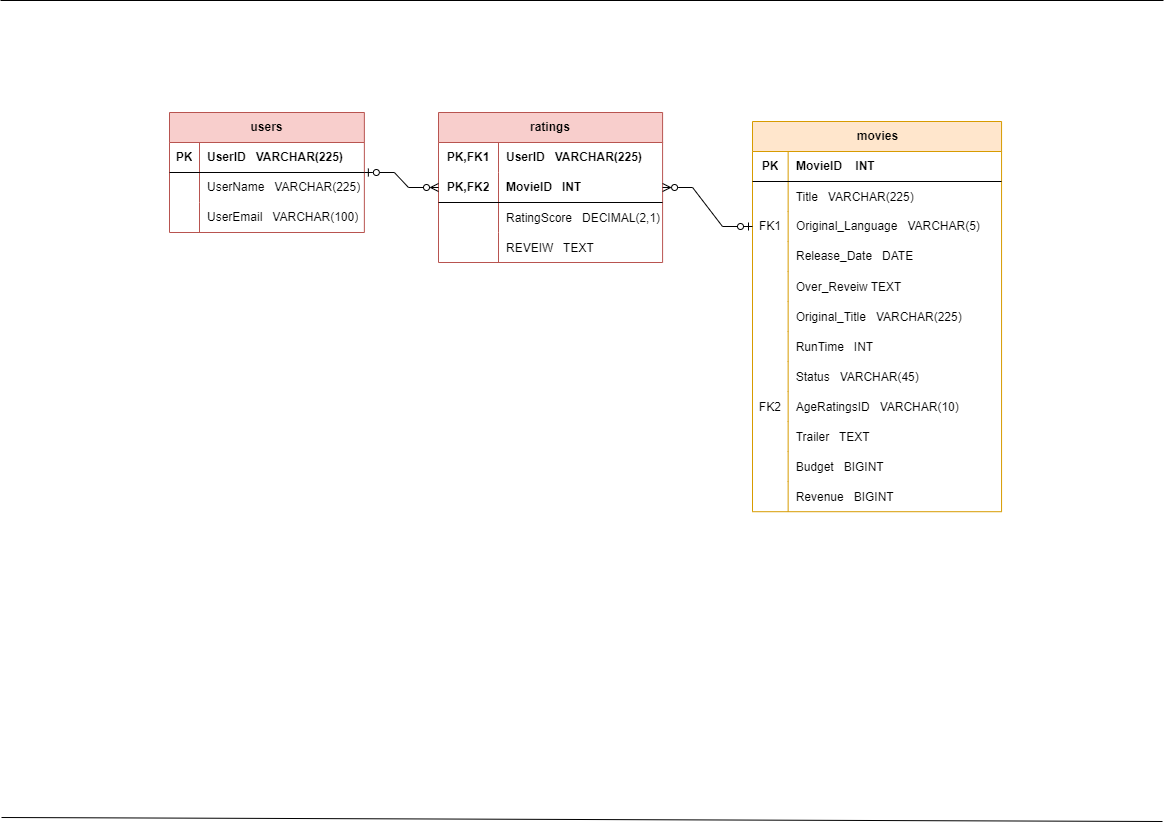 users
PK UserID VARCHAR(225)
UserName VARCHAR(225)
UserEmail VARCHAR(100)
ratings
PK,FK1 UserID VARCHAR(225)
PK,FK2 MovieID INT
RatingScore DECIMAL(2,1)
REVEIW TEXT
movies
PK MovieID INT
Title VARCHAR(225)
FK1 Original_Language VARCHAR(5)
Release_Date DATE
Over_Reveiw TEXT
Original_Title VARCHAR(225)
RunTime INT
Status VARCHAR(45)
FK2 AgeRatingsID VARCHAR(10)
Trailer TEXT
Budget BIGINT
Revenue BIGINT